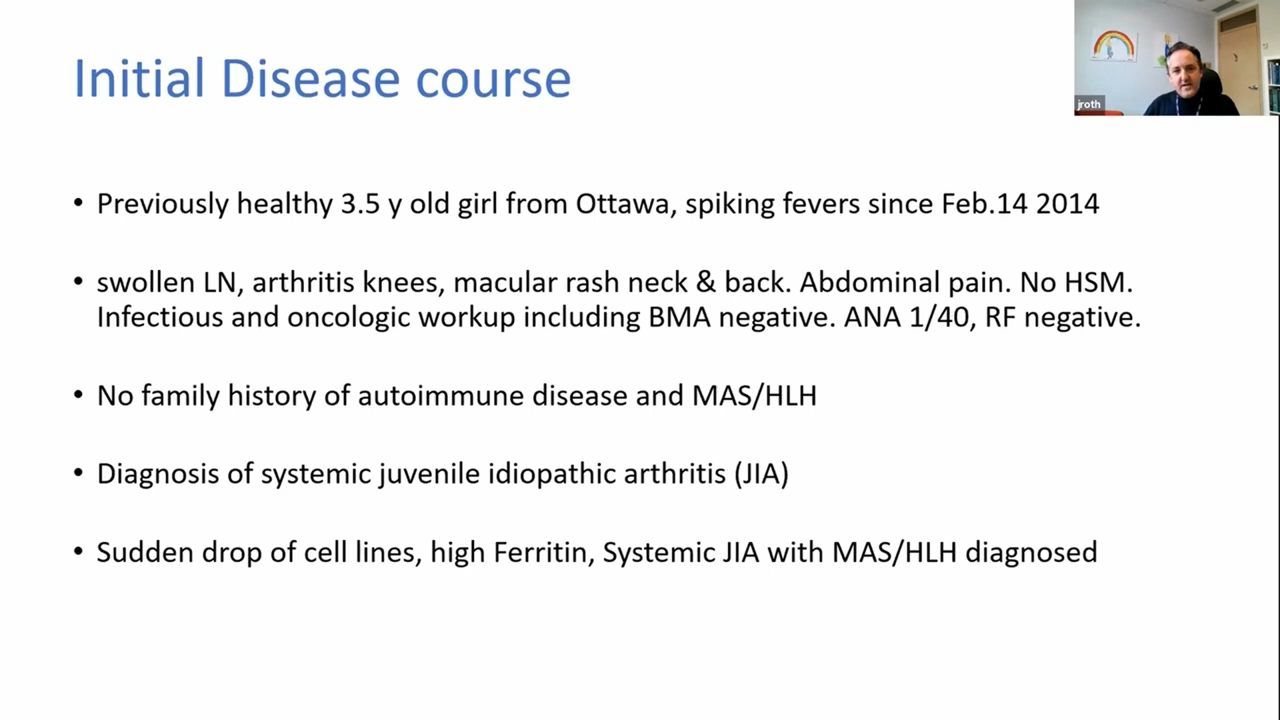 Initial Disease course
jroth
• Previously healthy 3.5 y old girl from Ottawa, spiking fevers since Feb.14 2014
• swollen LN, arthritis knees, macular rash neck & back. Abdominal pain. No HSM.
Infectious and oncologic workup including BMA negative. ANA 1/40, RF negative.
• No family history of autoimmune disease and MAS/HLH
• Diagnosis of systemic juvenile idiopathic arthritis (JIA)
• Sudden drop of cell lines, high Ferritin, Systemic JIA with MAS/HLH diagnosed